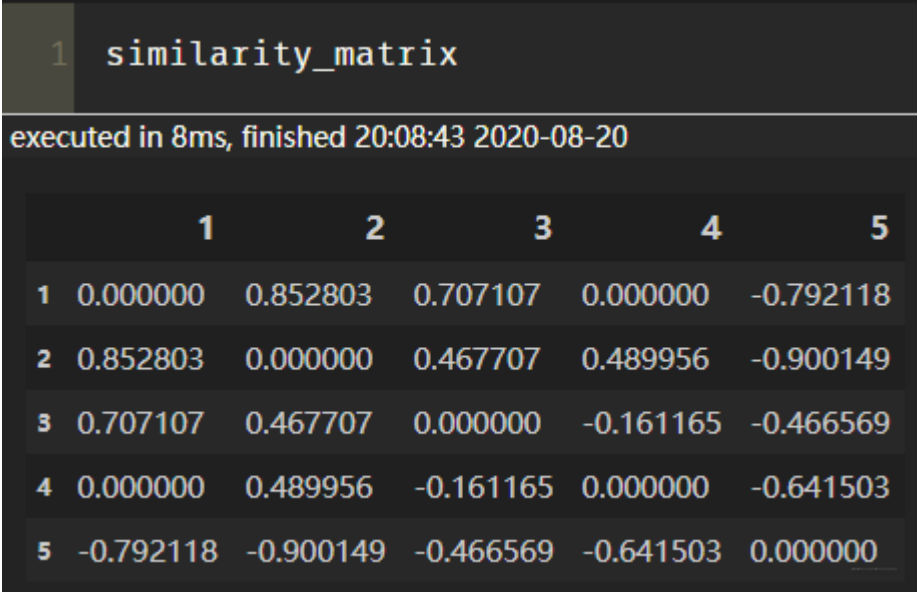 1 similarity_matrix
executed in 8ms, finished 20:08:43 2020-08-20
1 2 3 4 5
1 0.000000 0.852803 0.707107 0.000000 -0.792118
2 0.852803 0.000000 0.467707 0.489956 -0.900149
3 0.707107 0.467707 0.000000 -0.161165 -0.466569
4 0.000000 0.489956 -0.161165 0.000000 -0.641503
5 -0.792118 -0.900149 -0.466569 -0.641503 0.000000